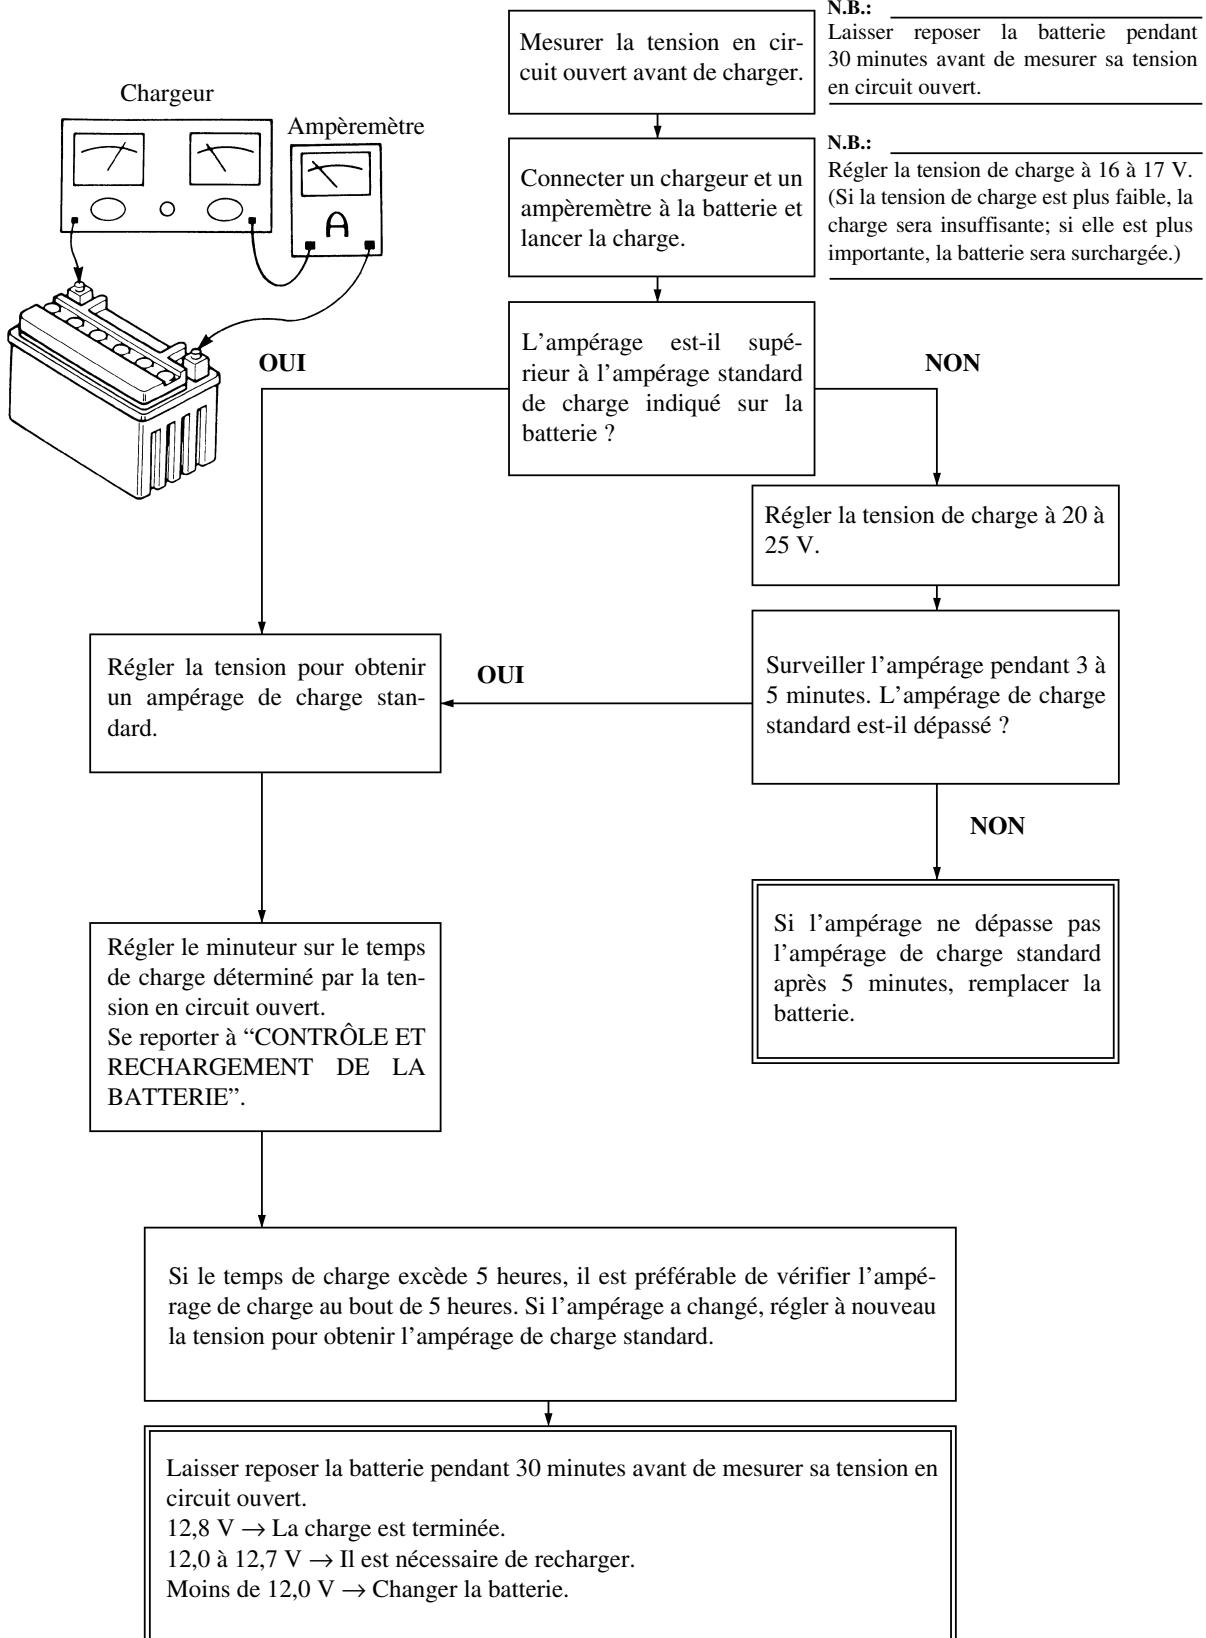 Mesurer la tension en cir-
cuit ouvert avant de charger.
N.B.:
Laisser reposer la batterie pendant
30 minutes avant de mesurer sa tension
en circuit ouvert.
Chargeur
Ampèremètre
A
Connecter un chargeur et un
ampèremètre à la batterie et
lancer la charge.
N.B.:
Régler la tension de charge à 16 à 17 V.
(Si la tension de charge est plus faible, la
charge sera insuffisante; si elle est plus
importante, la batterie sera surchargée.)
L’ampérage est-il supé-
rieur à l’ampérage standard
de charge indiqué sur la
batterie ?
OUI
NON
Régler la tension de charge à 20 à
25 V.
Régler la tension pour obtenir
un ampérage de charge stan-
dard.
OUI
Surveiller l’ampérage pendant 3 à
5 minutes. L’ampérage de charge
standard est-il dépassé ?
NON
Si l’ampérage ne dépasse pas
l’ampérage de charge standard
après 5 minutes, remplacer la
batterie.
Régler le minuteur sur le temps
de charge déterminé par la ten-
sion en circuit ouvert.
Se reporter à “CONTRÔLE ET
RECHARGEMENT DE LA
BATTERIE”.
Si le temps de charge excède 5 heures, il est préférable de vérifier l’ampé-
rage de charge au bout de 5 heures. Si l’ampérage a changé, régler à nouveau
la tension pour obtenir l’ampérage de charge standard.
Laisser reposer la batterie pendant 30 minutes avant de mesurer sa tension en
circuit ouvert.
12,8 V → La charge est terminée.
12,0 à 12,7 V → Il est nécessaire de recharger.
Moins de 12,0 V → Changer la batterie.